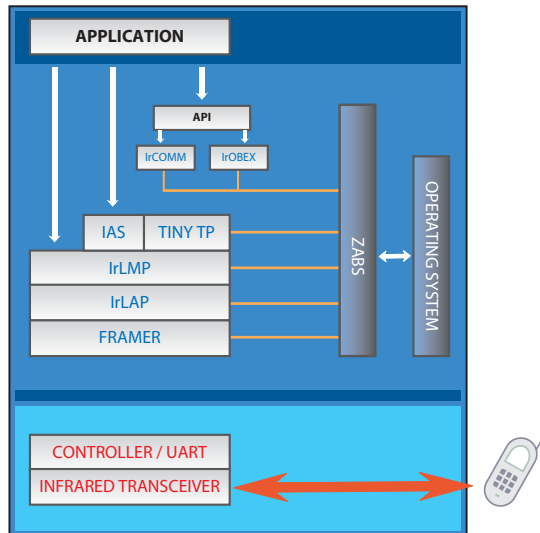 APPLICATION
API
IrCOMM
IrOBEX
IAS
TINY TP
IrLMP
IrLAP
FRAMER
ZABS
OPERATING SYSTEM
CONTROLLER / UART
INFRARED TRANSCEIVER